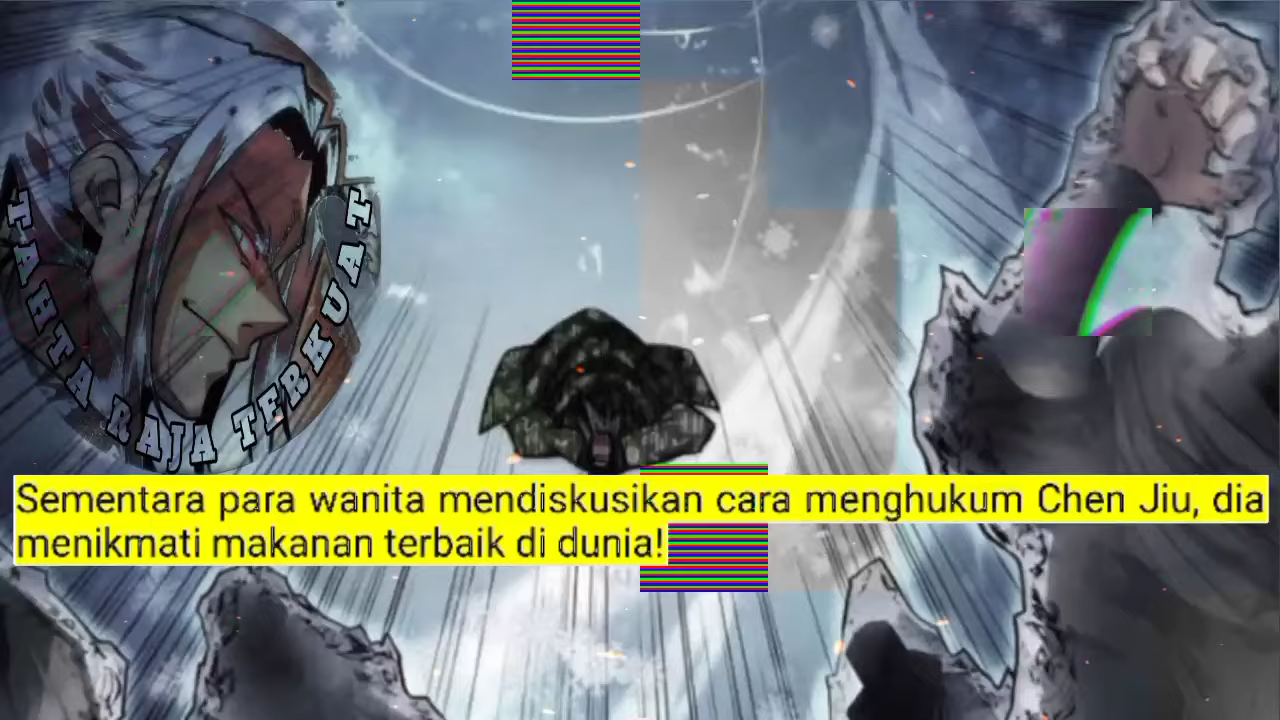 TAHTA RAJA TERKUAT
Sementara para wanita mendiskusikan cara menghukum Chen Jiu, dia
menikmati makanan terbaik di dunia!